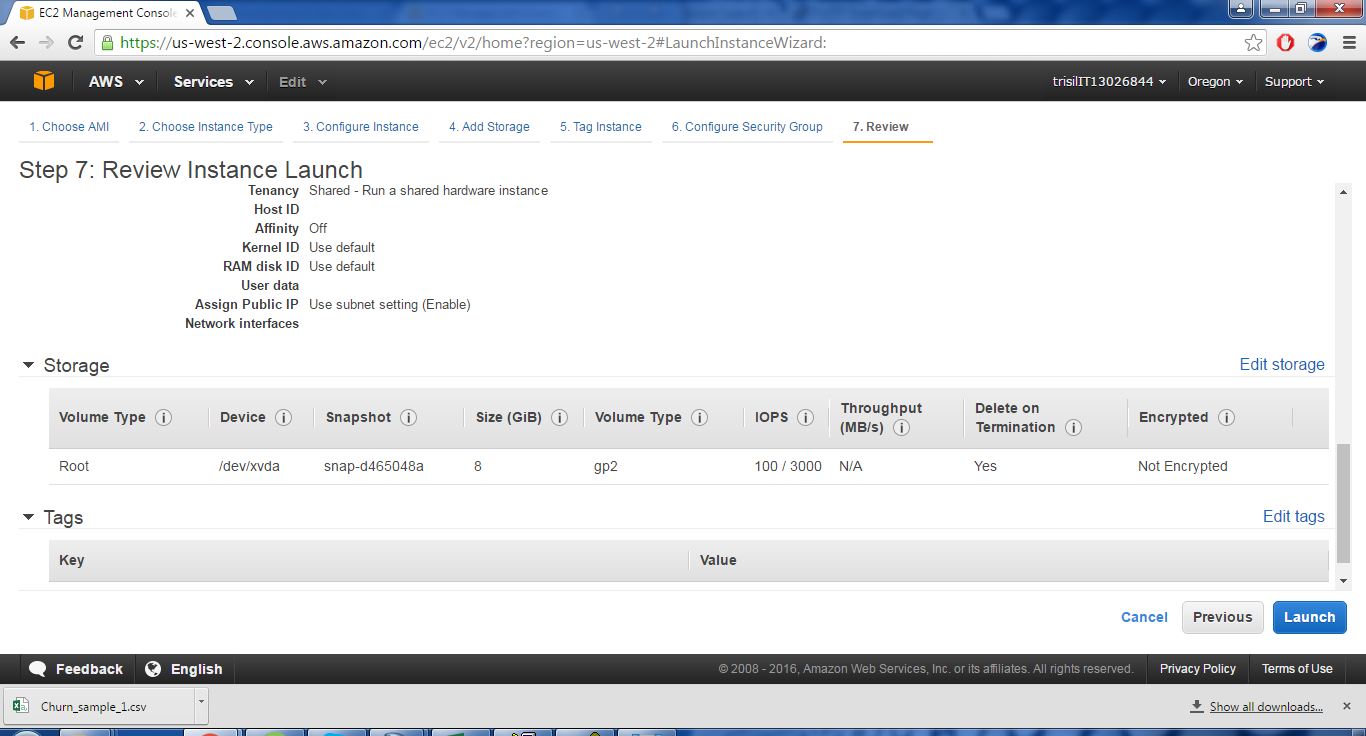 EC2 Management Console
https://us-west-2.console.aws.amazon.com/ec2/v2/home?region=us-west-2#LaunchInstanceWizard:
AWS Services Edit trisilIT13026844 Oregon Support
1. Choose AMI 2. Choose Instance Type 3. Configure Instance 4. Add Storage 5. Tag Instance 6. Configure Security Group 7. Review
Step 7: Review Instance Launch
Tenancy Shared - Run a shared hardware instance
Host ID
Affinity Off
Kernel ID Use default
RAM disk ID Use default
User data
Assign Public IP Use subnet setting (Enable)
Network interfaces
Storage Edit storage
Volume Type Device Snapshot Size (GiB) Volume Type IOPS Throughput (MB/s) Delete on Termination Encrypted
Root /dev/xvda snap-d465048a 8 gp2 100 / 3000 N/A Yes Not Encrypted
Tags Edit tags
Key Value
Cancel Previous Launch
Feedback English © 2008 - 2016, Amazon Web Services, Inc. or its affiliates. All rights reserved. Privacy Policy Terms of Use
Churn_sample_1.csv Show all downloads...